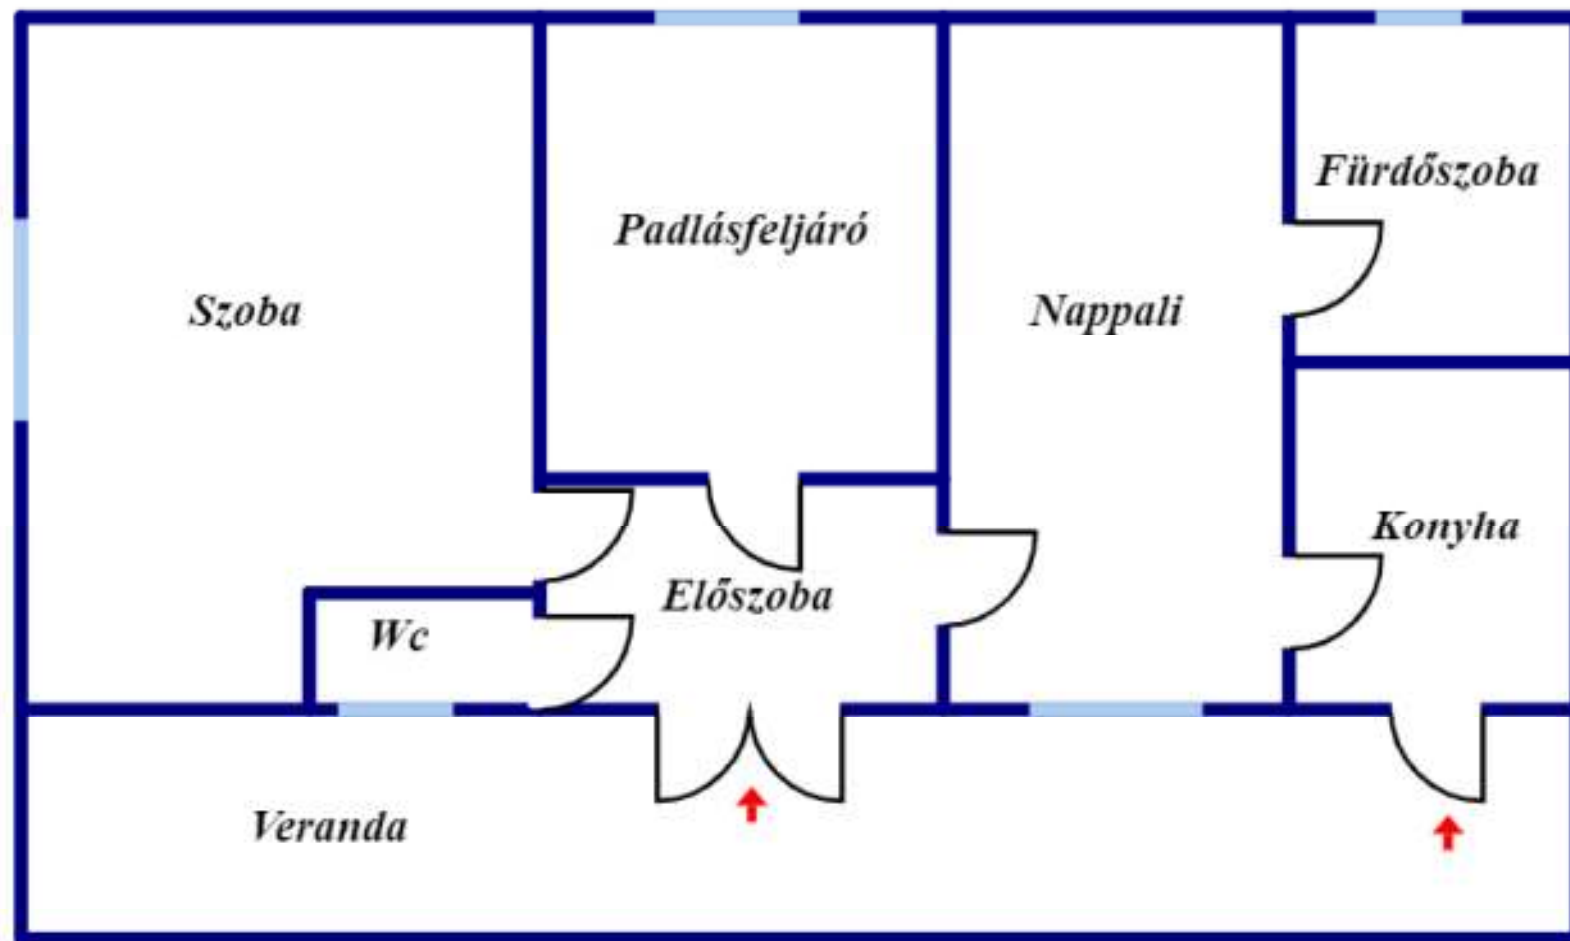 Fürdőszoba
Padlásfeljáró
Szoba
Nappali
Konyha
Előszoba
Wc
Veranda